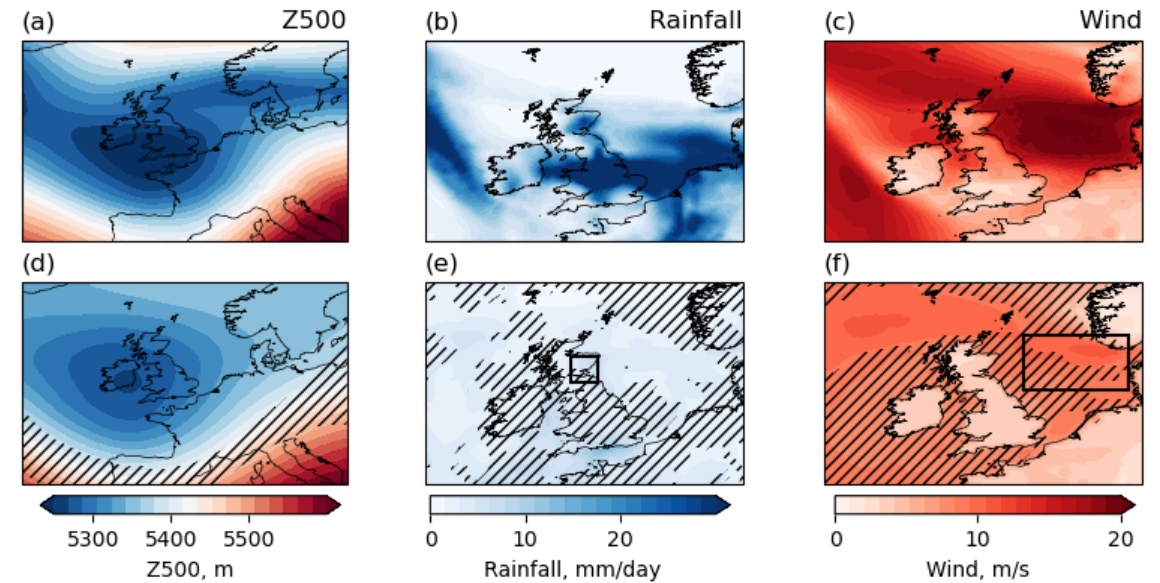 (a) Z500
(b) Rainfall
(c) Wind
(d)
(e)
(f)
5300 5400 5500
Z500, m
0 10 20
Rainfall, mm/day
0 10 20
Wind, m/s